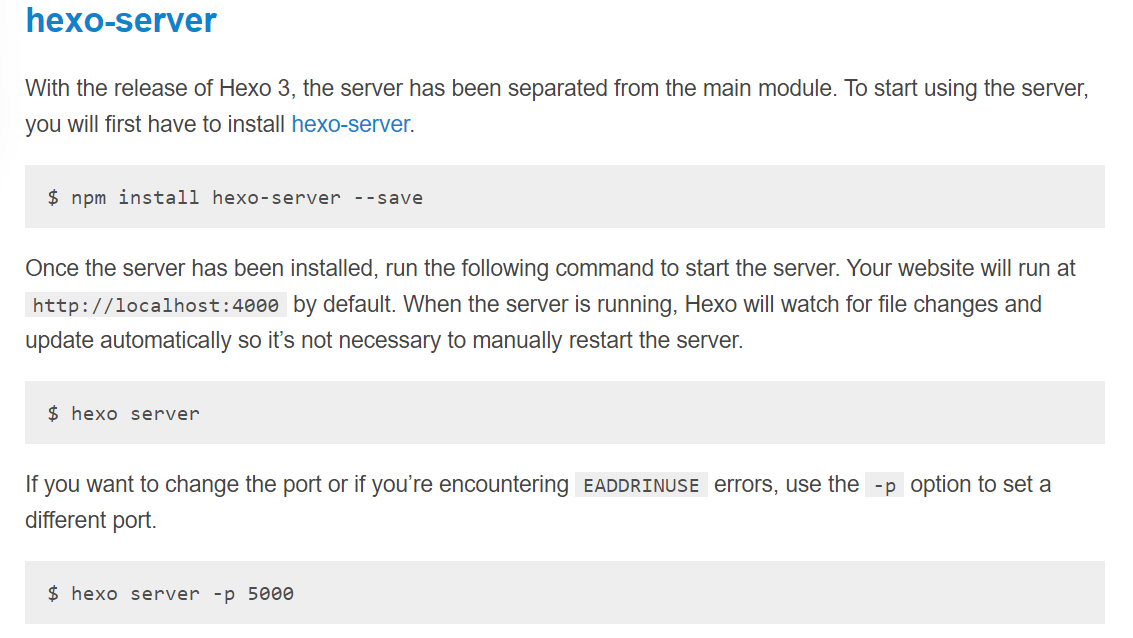 hexo-server
With the release of Hexo 3, the server has been separated from the main module. To start using the server,
you will first have to install hexo-server.
$ npm install hexo-server --save
Once the server has been installed, run the following command to start the server. Your website will run at
http://localhost:4000 by default. When the server is running, Hexo will watch for file changes and
update automatically so it’s not necessary to manually restart the server.
$ hexo server
If you want to change the port or if you’re encountering EADDRINUSE errors, use the -p option to set a
different port.
$ hexo server -p 5000